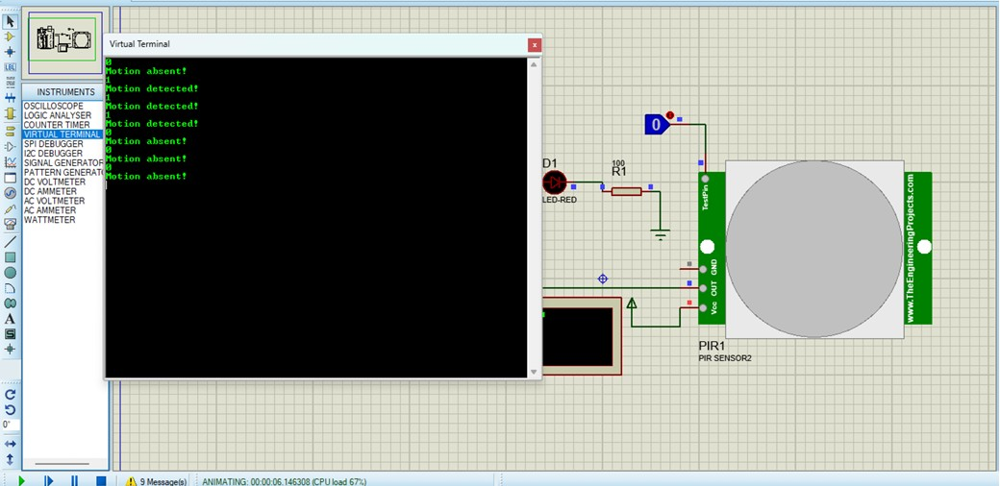 Virtual Terminal
x
0
Motion absent!
1
Motion detected!
1
Motion detected!
1
Motion detected!
0
Motion absent!
0
Motion absent!
0
Motion absent!
LBL
INSTRUMENTS
OSCILLOSCOPE
LOGIC ANALYSER
COUNTER TIMER
VIRTUAL TERMINAL
SPI DEBUGGER
I2C DEBUGGER
SIGNAL GENERATOR
PATTERN GENERAT
DC VOLTMETER
DC AMMETER
AC VOLTMETER
AC AMMETER
WATTMETER
A
S
0°
0
D1
LED-RED
100
R1
TestPin
GND
OUT
Vcc
www.TheEngineeringProjects.com
PIR1
PIR SENSOR2
9 Message(s)
ANIMATING: 00:00:06.146308 (CPU load 67%)